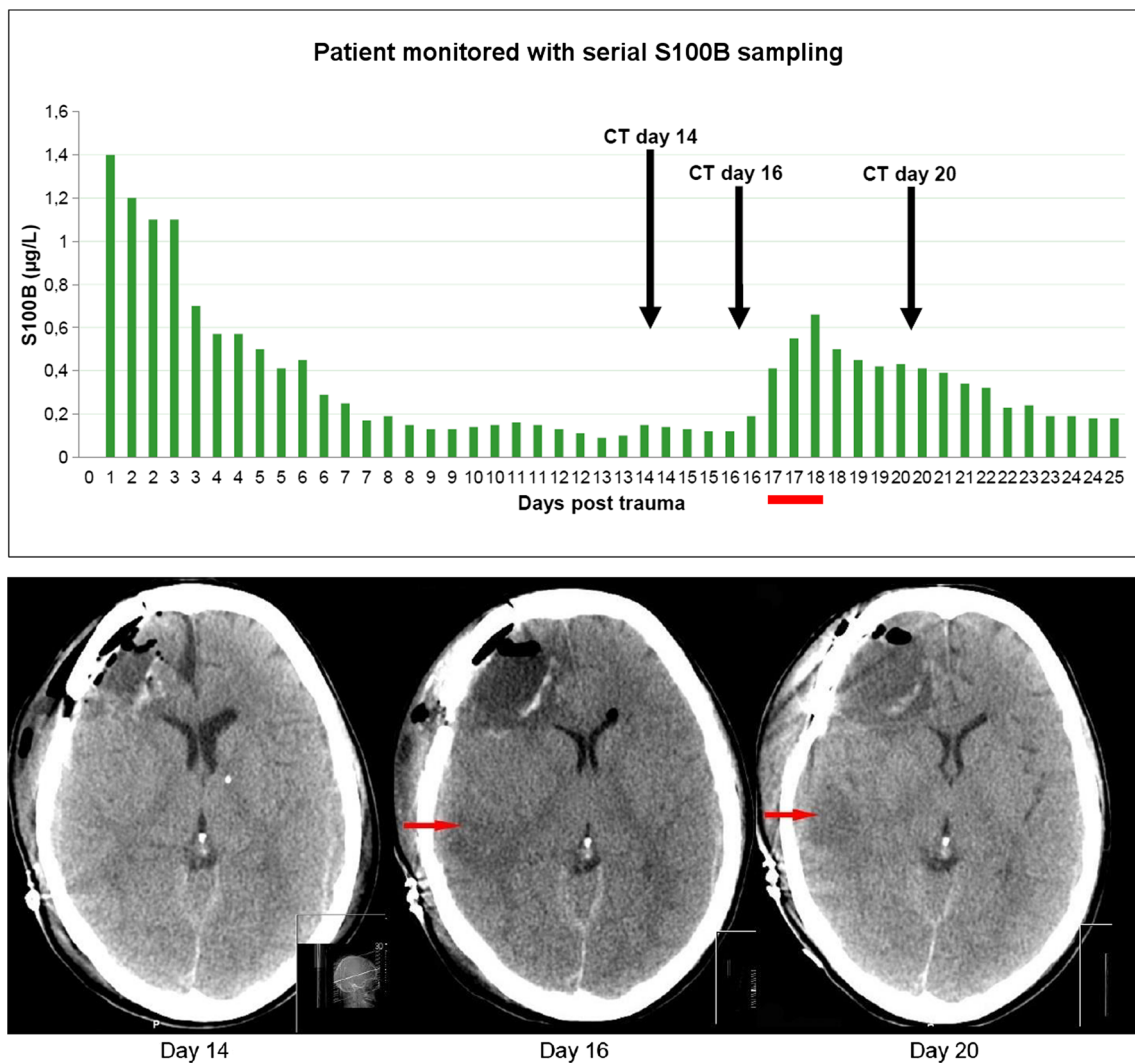 Patient monitored with serial S100B sampling
S100B (µg/L)
1,6
1,4
1,2
1
0,8
0,6
0,4
0,2
0
CT day 14
CT day 16
CT day 20
0 1 2 2 3 3 4 4 5 5 6 6 7 7 8 8 9 9 10 10 11 11 12 12 13 13 14 14 15 15 16 16 17 17 18 18 19 19 20 20 21 21 22 22 23 23 24 24 25
Days post trauma
P
Day 14
Day 16
Day 20